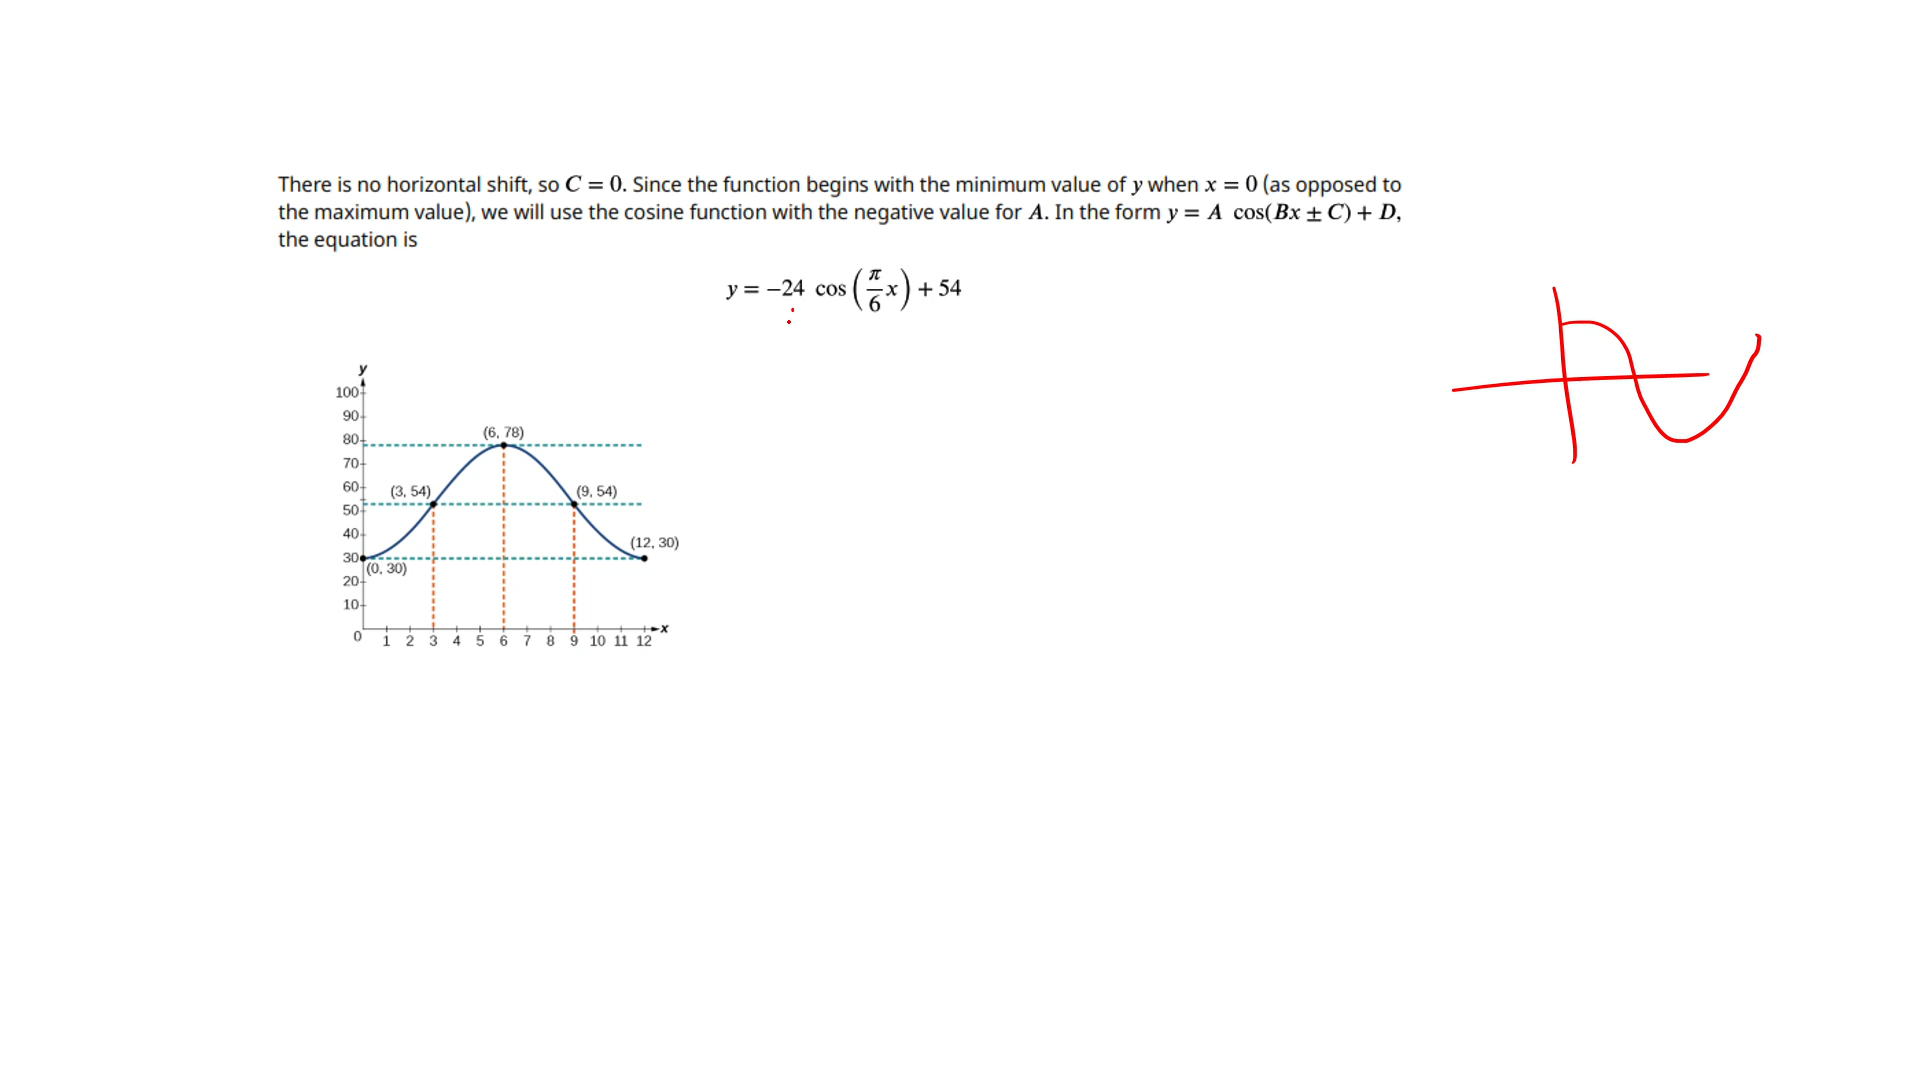 There is no horizontal shift, so C = 0. Since the function begins with the minimum value of y when x = 0 (as opposed to
the maximum value), we will use the cosine function with the negative value for A. In the form y = A cos(Bx ± C) + D,
the equation is
y = −24 cos(π/6 x) + 54
y
100
90
80
70
60
50
40
30
20
10
0
(6, 78)
(3, 54)
(9, 54)
(12, 30)
(0, 30)
1 2 3 4 5 6 7 8 9 10 11 12
x